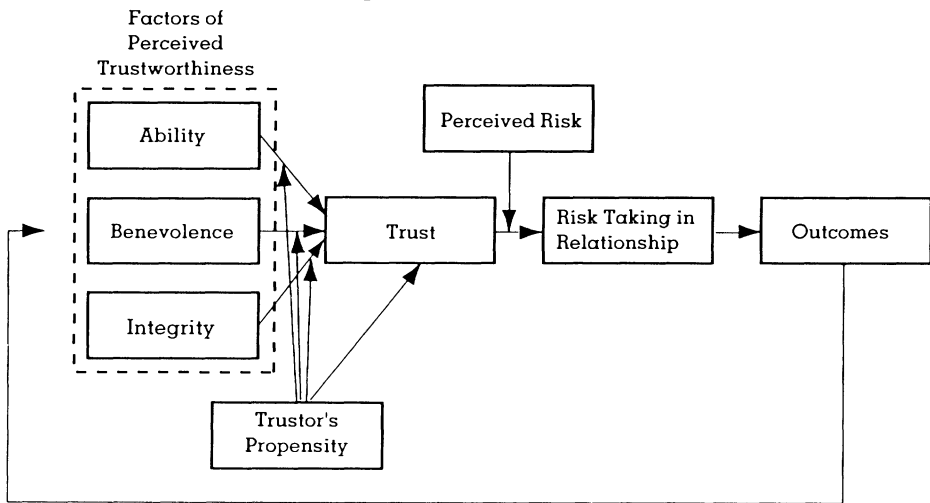 Factors of
Perceived
Trustworthiness
Ability
Benevolence
Integrity
Trustor's
Propensity
Trust
Perceived Risk
Risk Taking in
Relationship
Outcomes